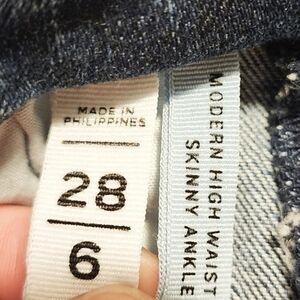 MADE IN
PHILIPPINES
28
6
MODERN HIGH WAIST
SKINNY ANKLE